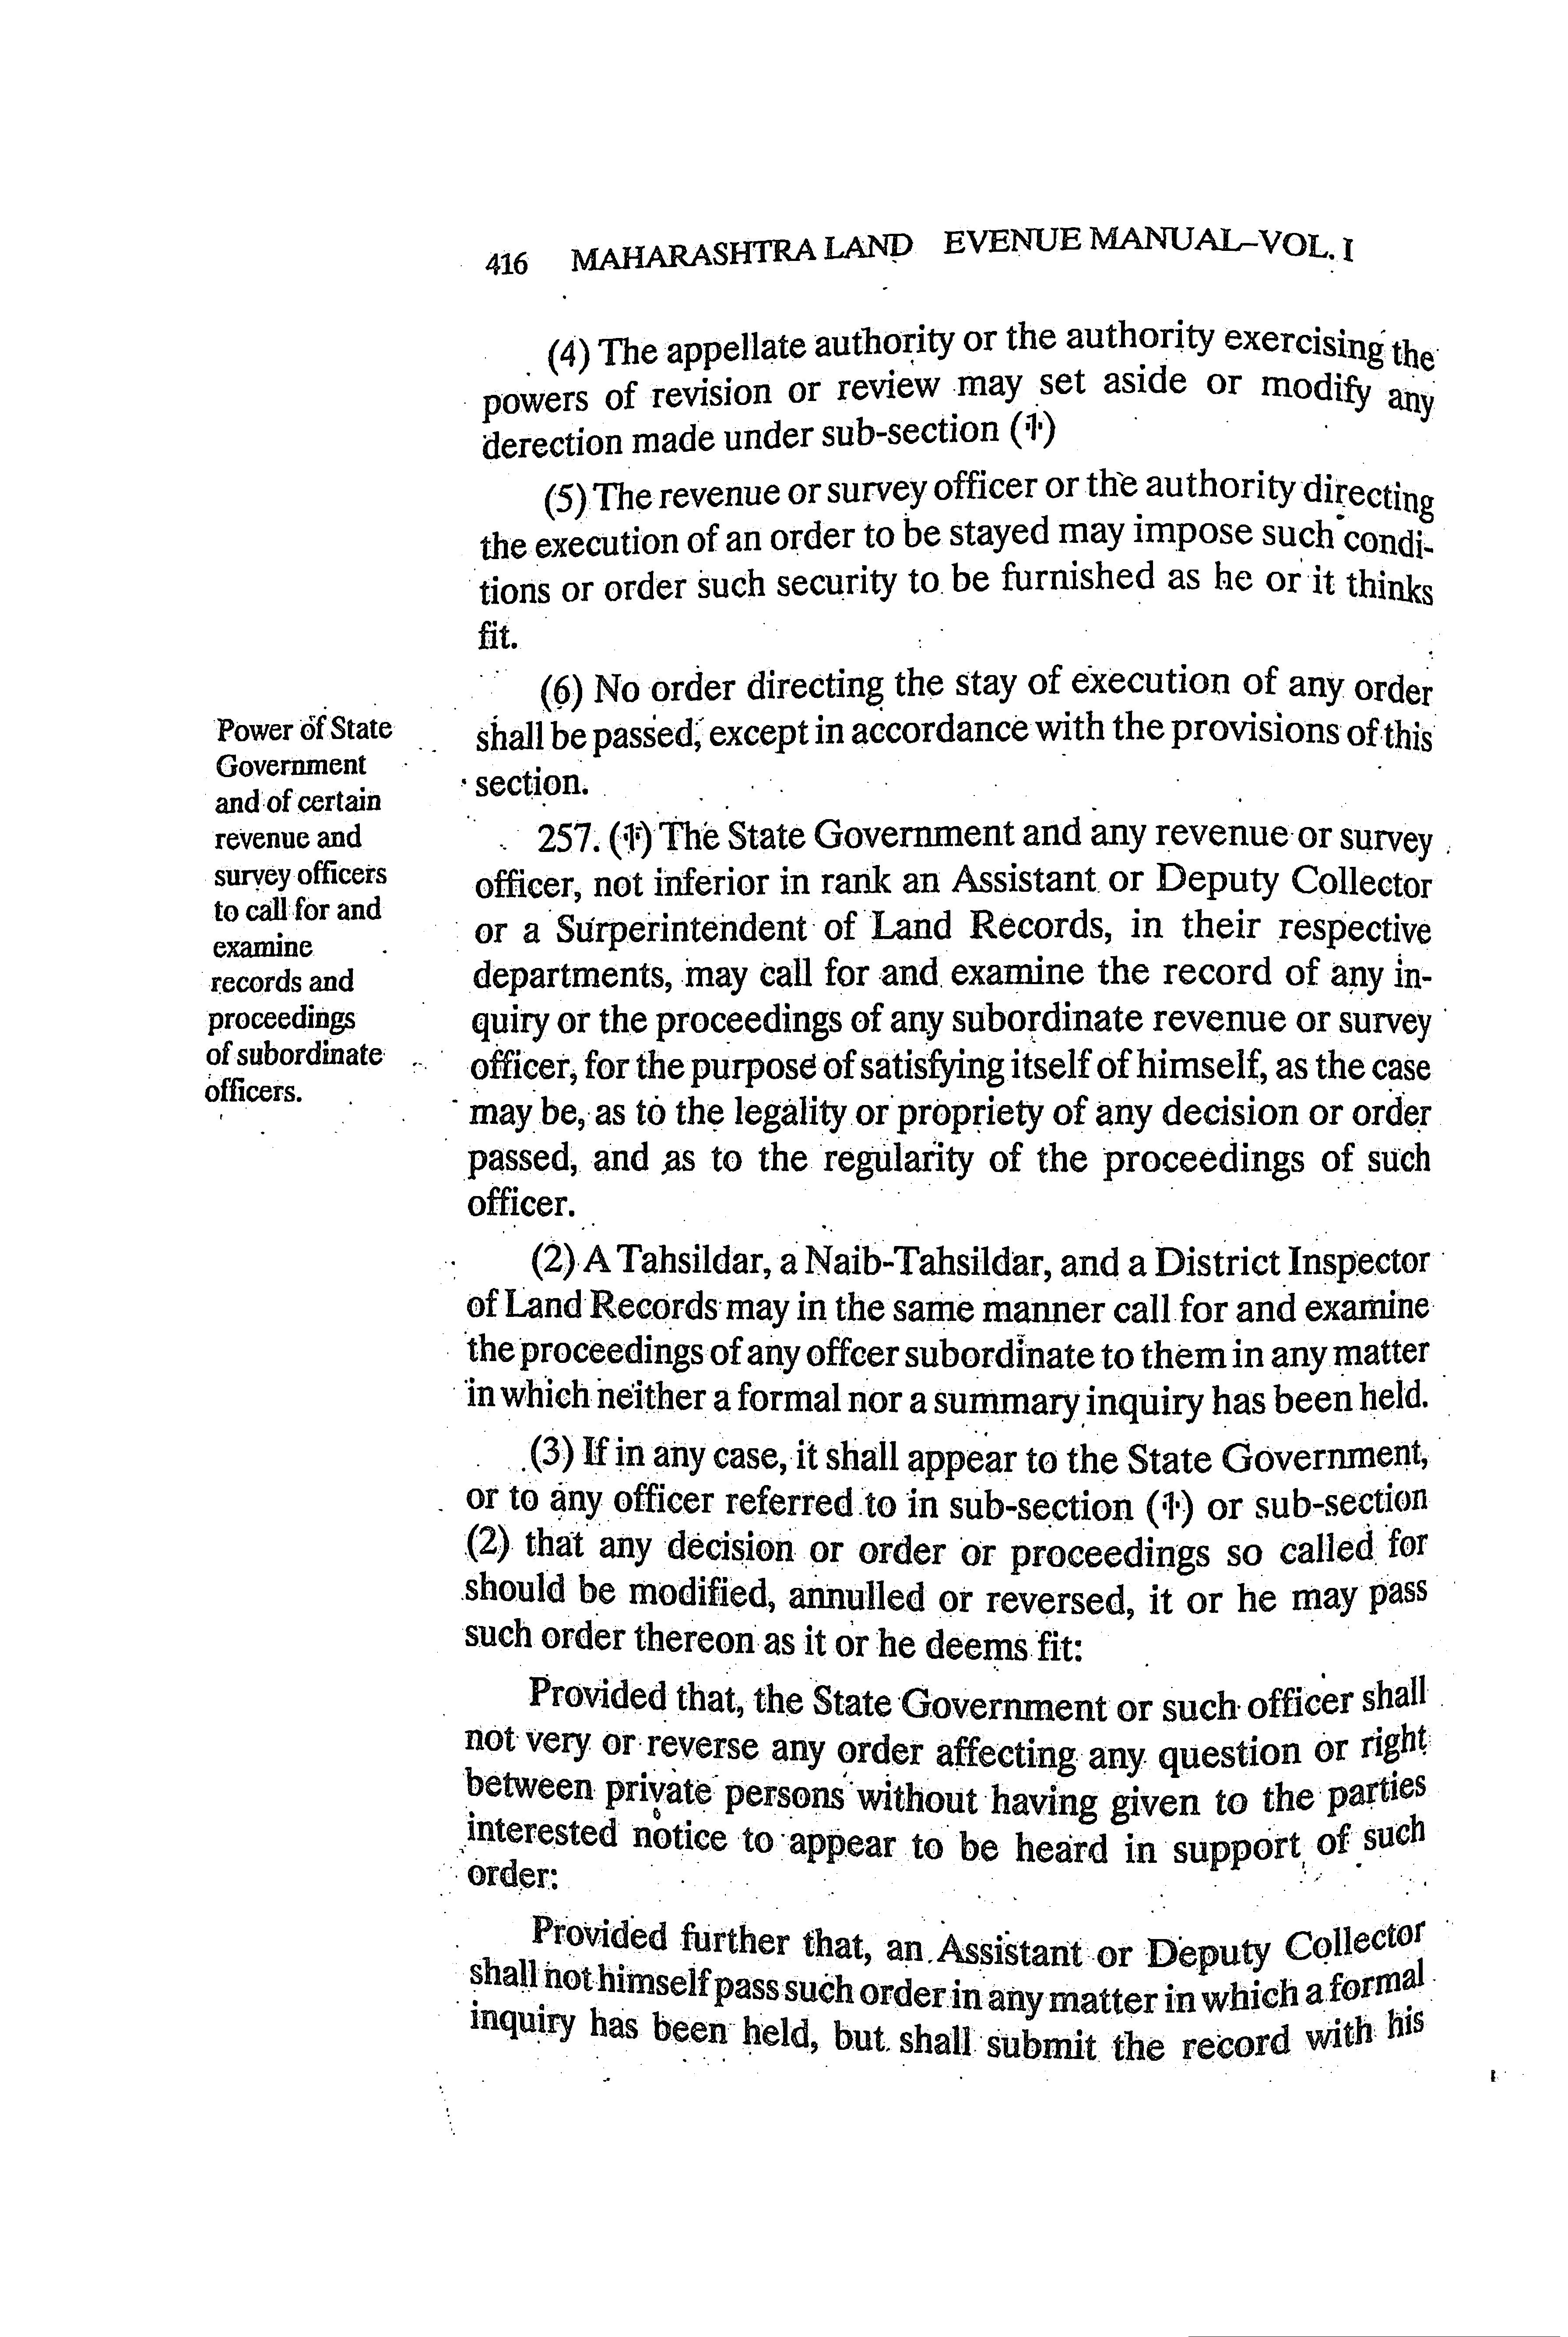 416 MAHARASHTRA LAND EVENUE MANUAL–VOL. I
(4) The appellate authority or the authority exercising the
powers of revision or review may set aside or modify any
derection made under sub-section (1)
(5) The revenue or survey officer or the authority directing
the execution of an order to be stayed may impose such condi-
tions or order such security to be furnished as he or it thinks
fit.
(6) No order directing the stay of execution of any order
shall be passed, except in accordance with the provisions of this
section.
Power of State
Government
and of certain
revenue and
survey officers
to call for and
examine
records and
proceedings
of subordinate
officers.
257. (1) The State Government and any revenue or survey
officer, not inferior in rank an Assistant or Deputy Collector
or a Surperintendent of Land Records, in their respective
departments, may call for and examine the record of any in-
quiry or the proceedings of any subordinate revenue or survey
officer, for the purpose of satisfying itself of himself, as the case
may be, as to the legality or propriety of any decision or order
passed, and as to the regularity of the proceedings of such
officer.
(2) A Tahsildar, a Naib-Tahsildar, and a District Inspector
of Land Records may in the same manner call for and examine
the proceedings of any offcer subordinate to them in any matter
in which neither a formal nor a summary inquiry has been held.
(3) If in any case, it shall appear to the State Government,
or to any officer referred to in sub-section (1) or sub-section
(2) that any decision or order or proceedings so called for
should be modified, annulled or reversed, it or he may pass
such order thereon as it or he deems fit:
Provided that, the State Government or such officer shall
not very or reverse any order affecting any question or right
between private persons without having given to the parties
interested notice to appear to be heard in support of such
order:
Provided further that, an Assistant or Deputy Collector
shall not himself pass such order in any matter in which a formal
inquiry has been held, but shall submit the record with his